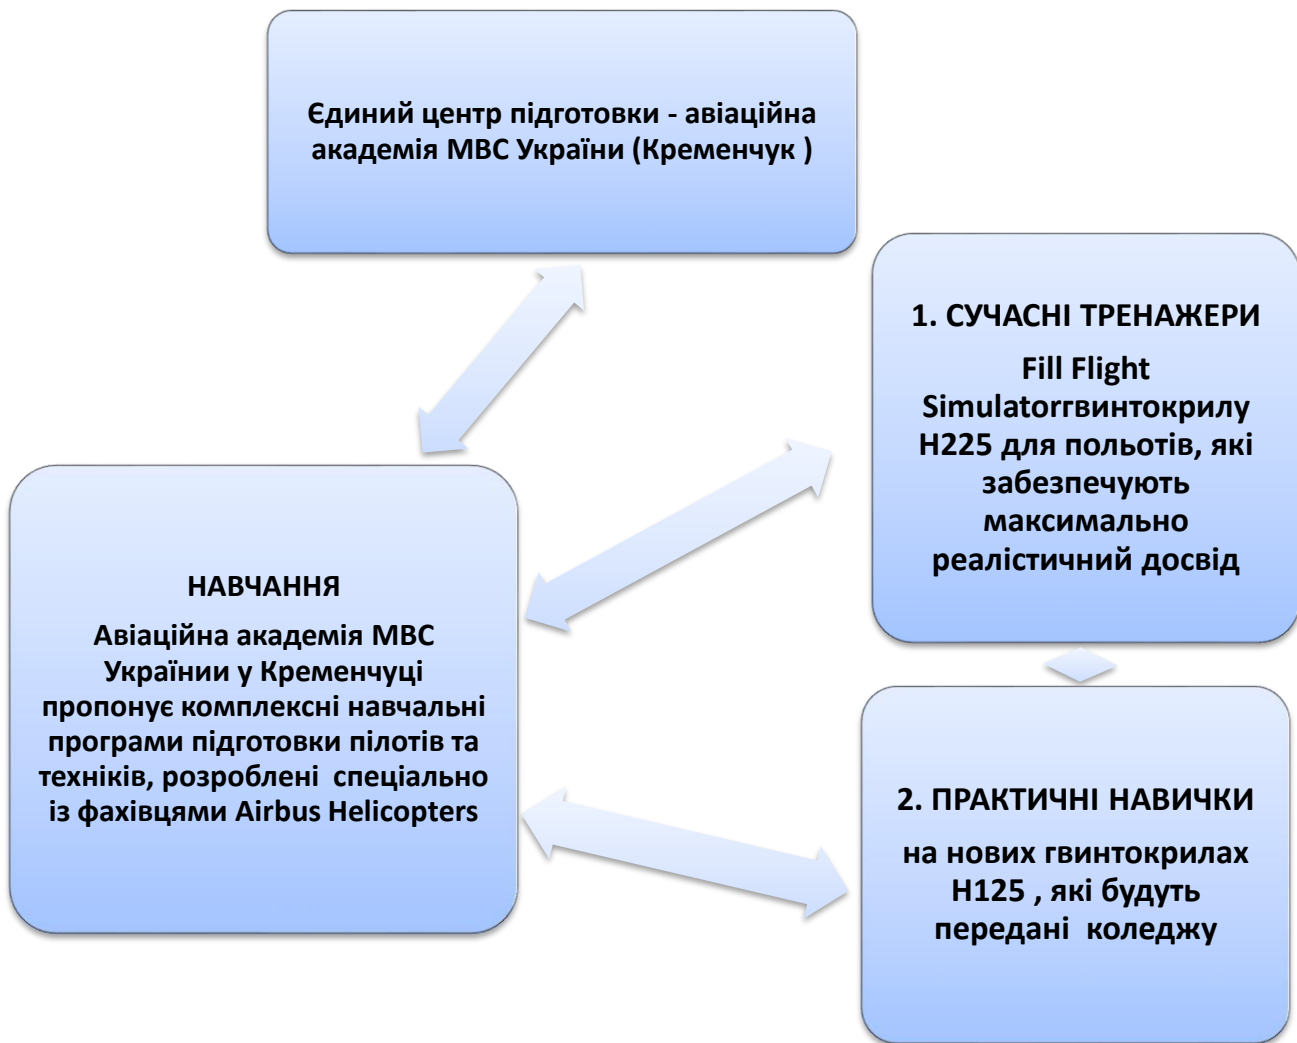 Єдиний центр підготовки - авіаційна
академія МВС України (Кременчук )
1. СУЧАСНІ ТРЕНАЖЕРИ
Fill Flight
Simulatorгвинтокрилу
H225 для польотів, які
забезпечують
максимально
реалістичний досвід
НАВЧАННЯ
Авіаційна академія МВС
Українии у Кременчуці
пропонує комплексні навчальні
програми підготовки пілотів та
техніків, розроблені  спеціально
із фахівцями Airbus Helicopters
2. ПРАКТИЧНІ НАВИЧКИ
на нових гвинтокрилах
H125 , які будуть
передані  коледжу